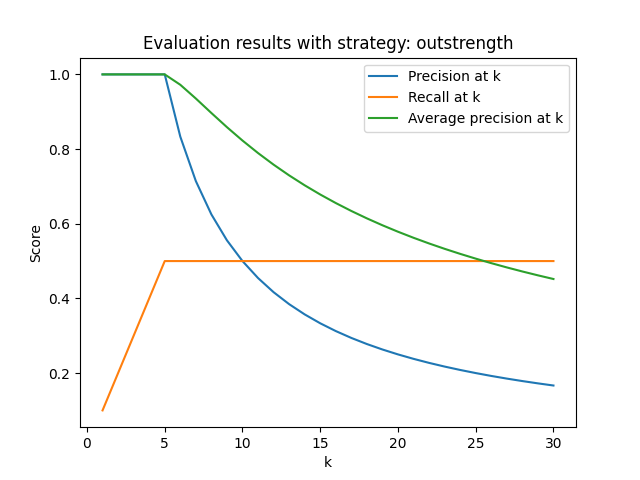 Evaluation results with strategy: outstrength
Precision at k
Recall at k
Average precision at k
Score
1.0
0.8
0.6
0.4
0.2
0 5 10 15 20 25 30
k